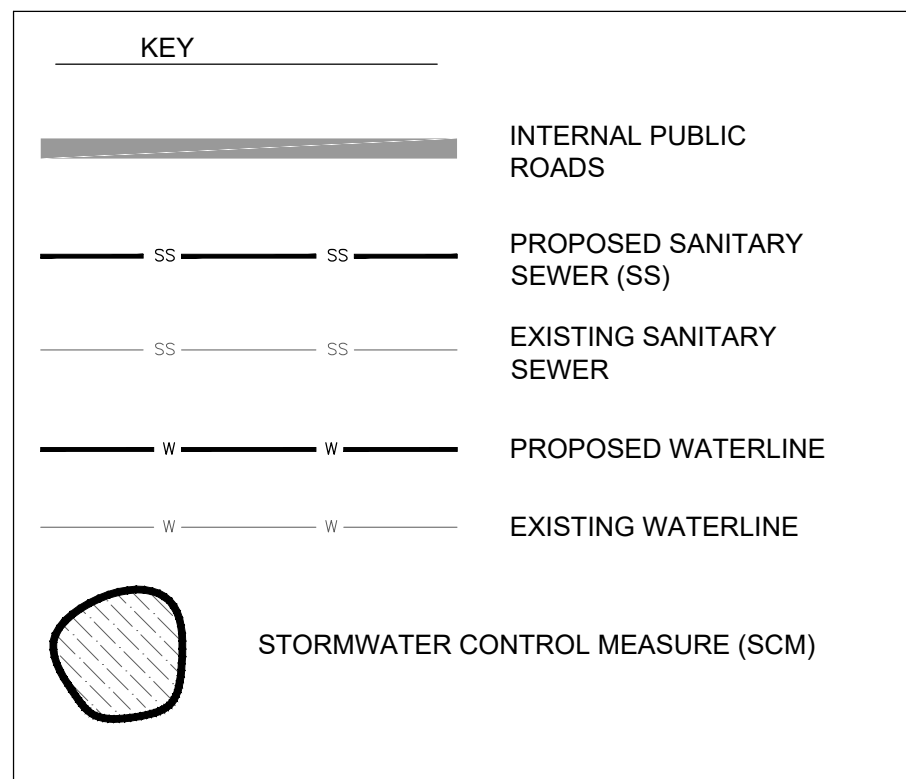 KEY
INTERNAL PUBLIC
ROADS
SS SS
PROPOSED SANITARY
SEWER (SS)
SS SS
EXISTING SANITARY
SEWER
W W
PROPOSED WATERLINE
W W
EXISTING WATERLINE
STORMWATER CONTROL MEASURE (SCM)